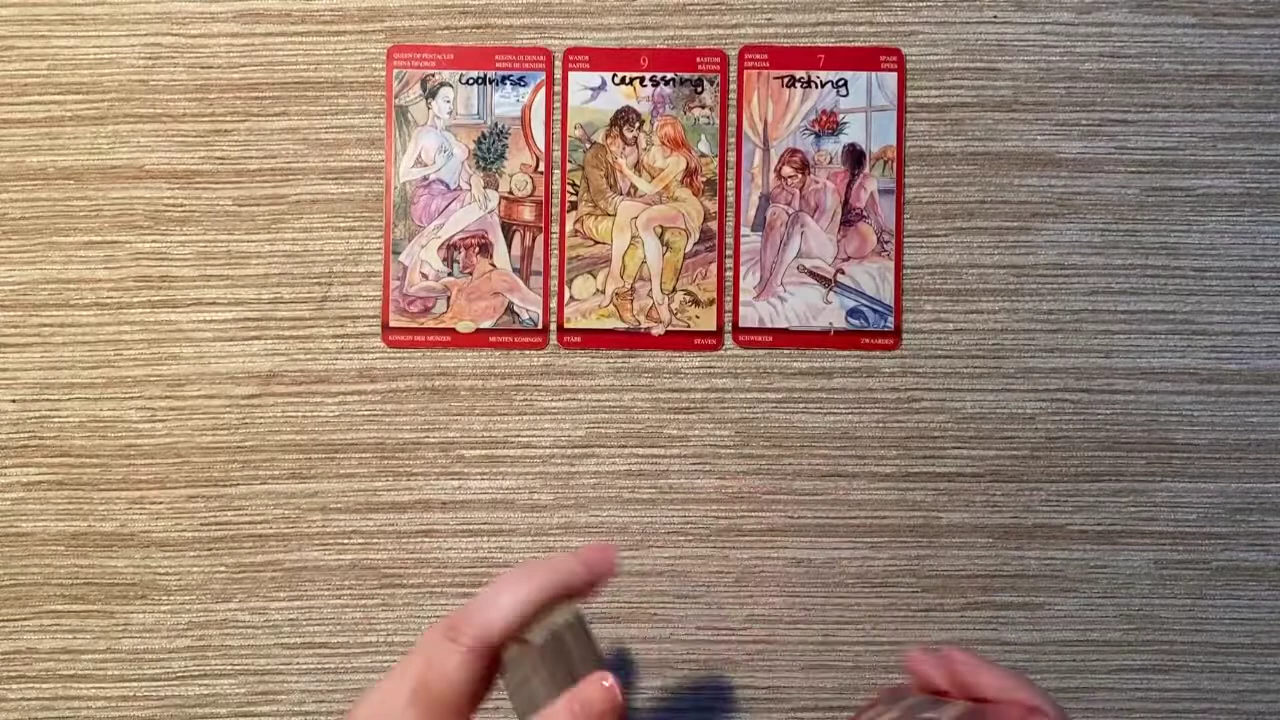 QUEEN OF PENTACLES
REINA DE OROS
REGINA DI DENARI
REINE DE DENIERS
Coolness
KÖNIGIN DER MÜNZEN
MUNTEN KONINGIN
WANDS
BASTOS
9
BASTONI
BÂTONS
Caressing
STÄBE
STAVEN
SWORDS
ESPADAS
7
SPADE
EPÉES
Tasting
SCHWERTER
ZWAARDEN